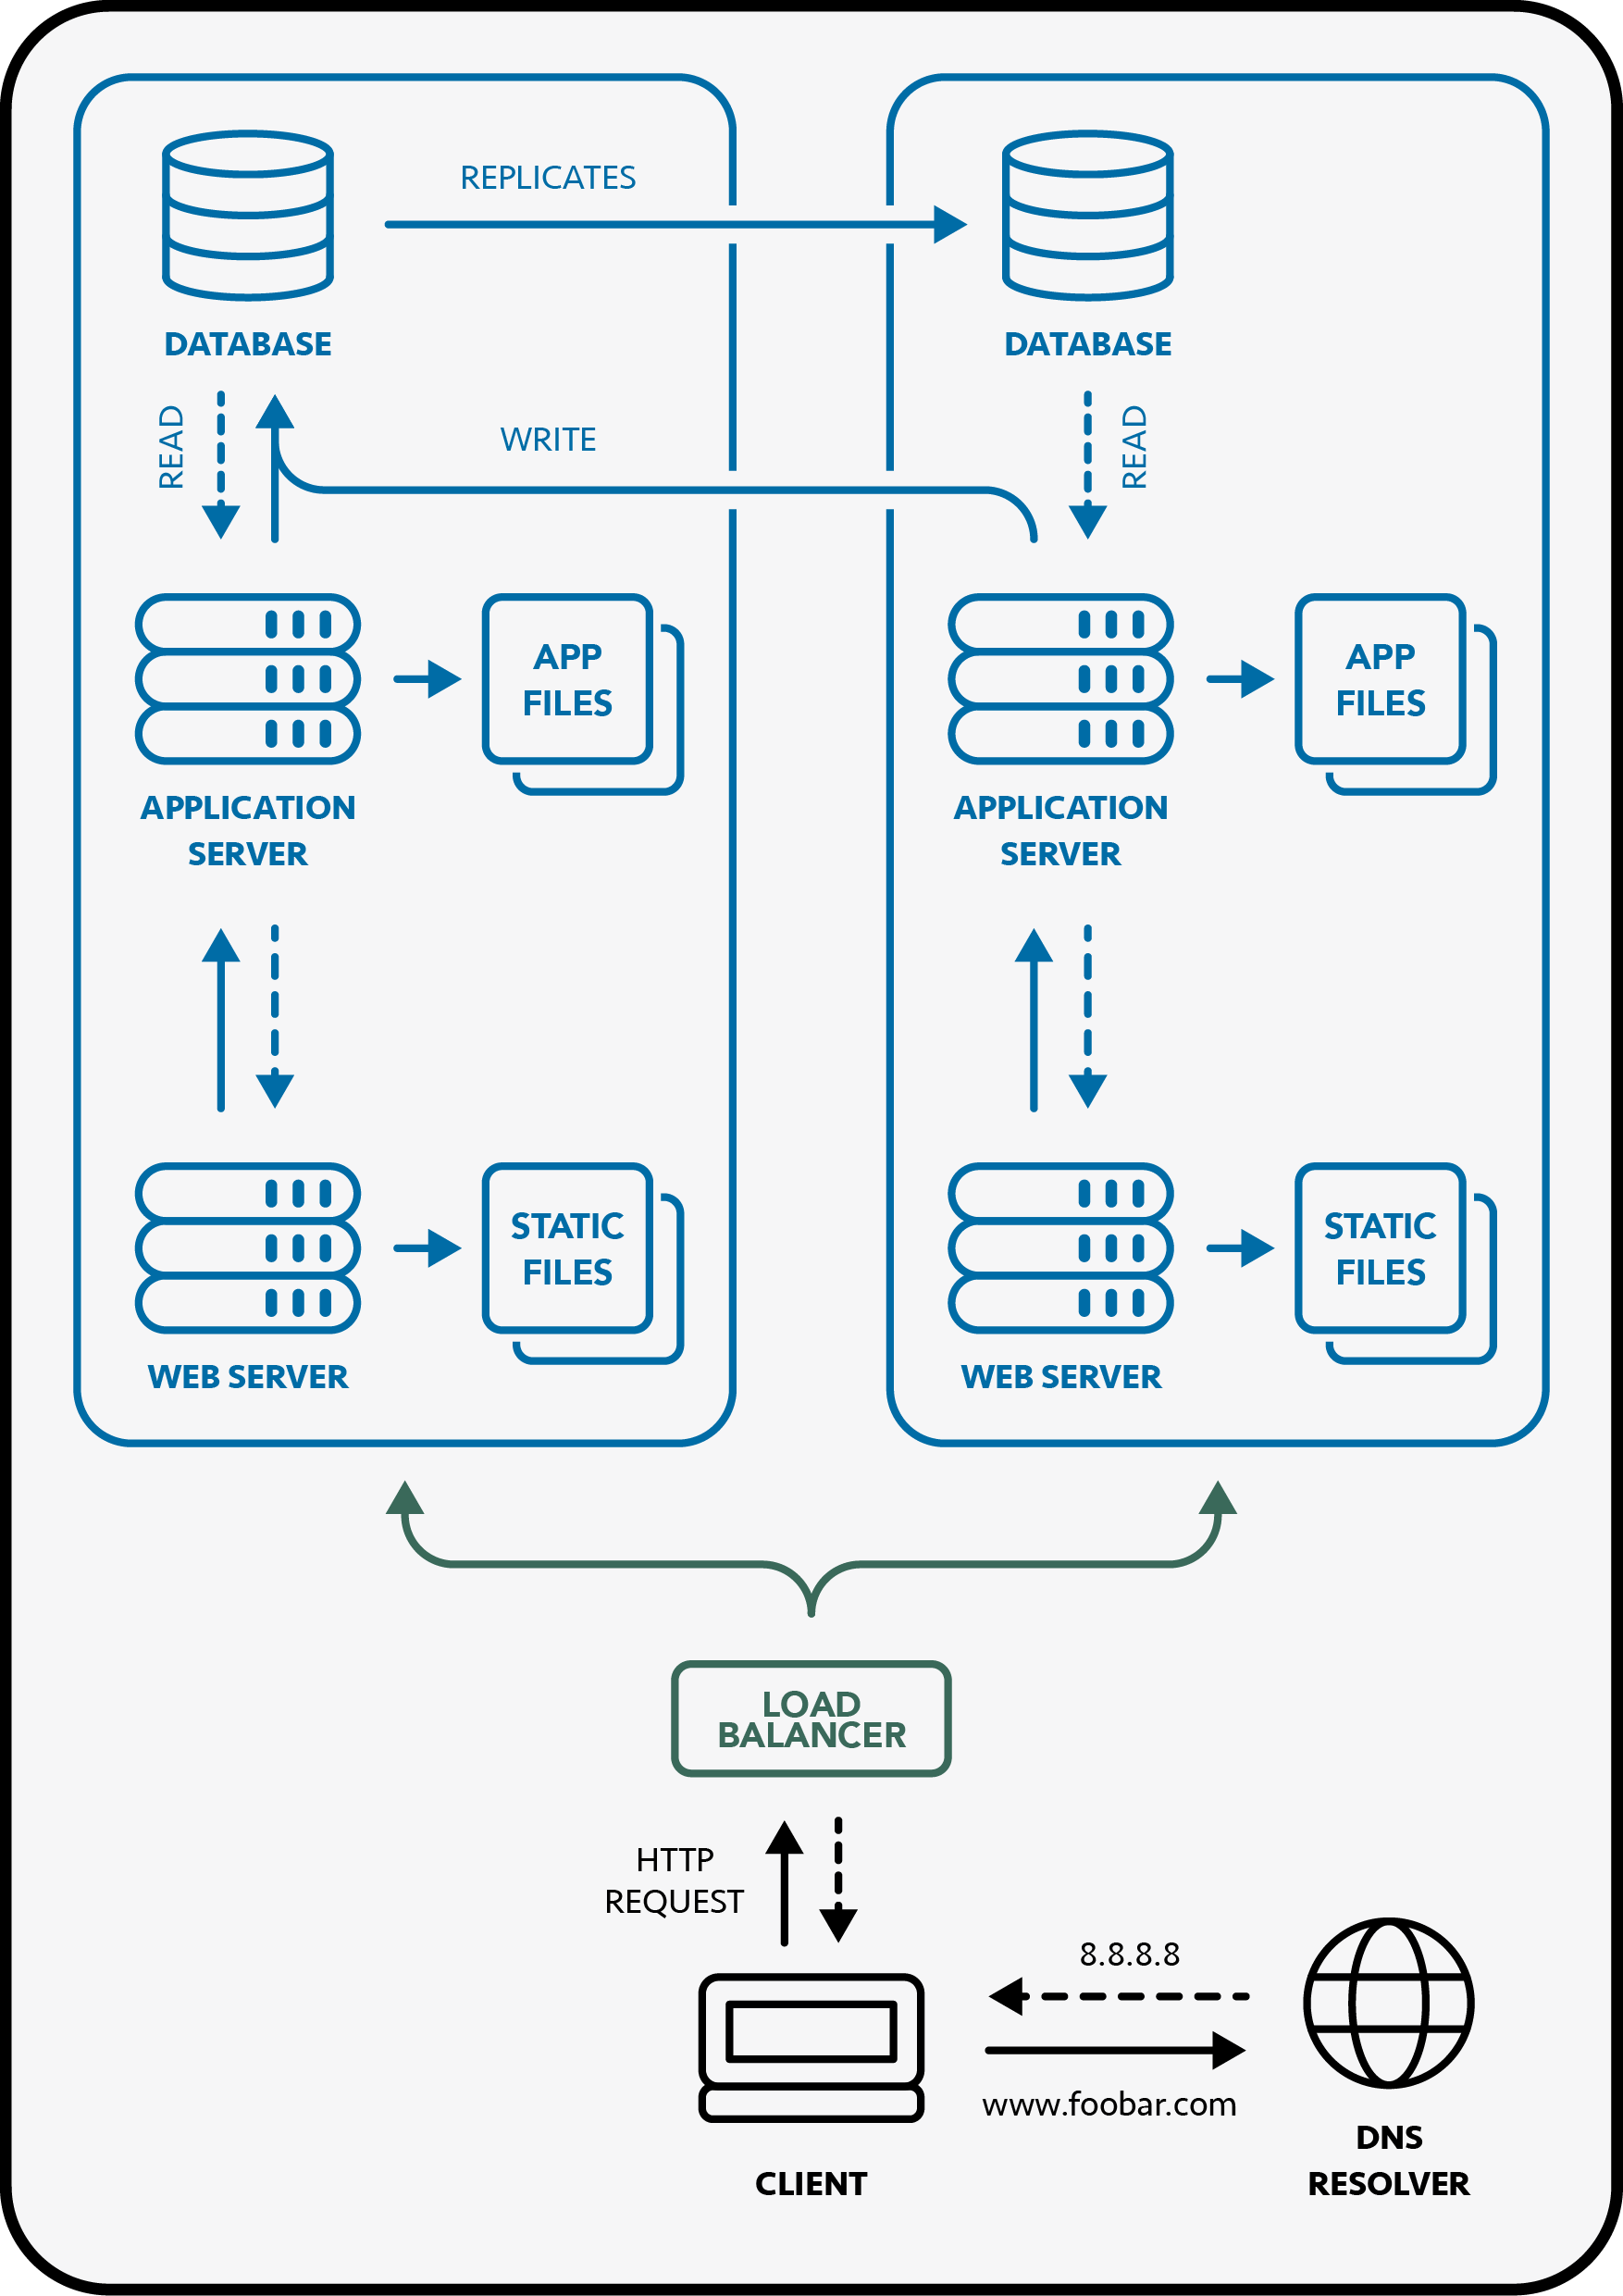 REPLICATES
DATABASE
DATABASE
READ
WRITE
READ
APP
FILES
APP
FILES
APPLICATION
SERVER
APPLICATION
SERVER
STATIC
FILES
STATIC
FILES
WEB SERVER
WEB SERVER
LOAD
BALANCER
HTTP
REQUEST
8.8.8.8
www.foobar.com
DNS
RESOLVER
CLIENT